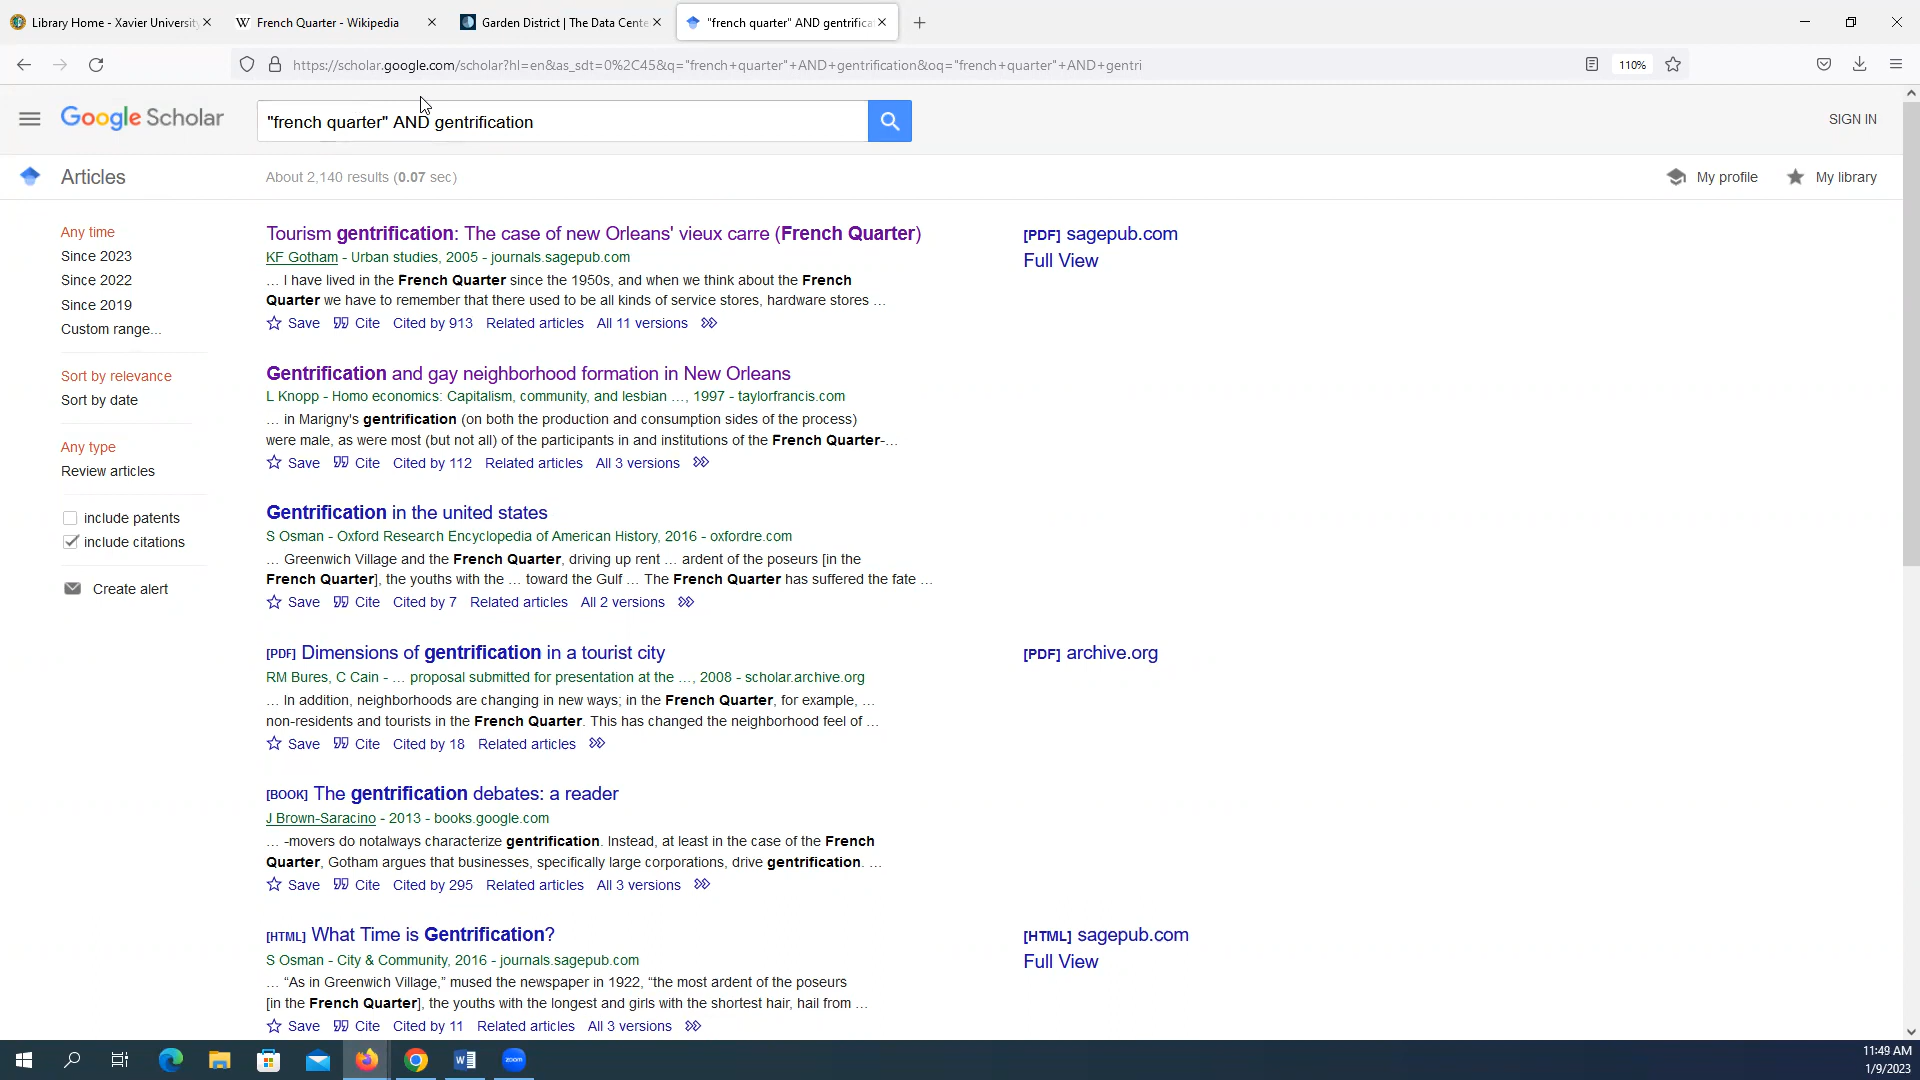 Library Home - Xavier University
French Quarter - Wikipedia
Garden District | The Data Cente
"french quarter" AND gentrifica
https://scholar.google.com/scholar?hl=en&as_sdt=0%2C45&q="french+quarter"+AND+gentrification&oq="french+quarter"+AND+gentri
110%
Google Scholar
"french quarter" AND gentrification
SIGN IN
Articles
About 2,140 results (0.07 sec)
My profile
My library
Any time
Since 2023
Since 2022
Since 2019
Custom range...
Sort by relevance
Sort by date
Any type
Review articles
include patents
include citations
Create alert
Tourism gentrification: The case of new Orleans' vieux carre (French Quarter)
KF Gotham - Urban studies, 2005 - journals.sagepub.com
… I have lived in the French Quarter since the 1950s, and when we think about the French
Quarter we have to remember that there used to be all kinds of service stores, hardware stores …
Save Cite Cited by 913 Related articles All 11 versions
[PDF] sagepub.com
Full View
Gentrification and gay neighborhood formation in New Orleans
L Knopp - Homo economics: Capitalism, community, and lesbian …, 1997 - taylorfrancis.com
… in Marigny's gentrification (on both the production and consumption sides of the process)
were male, as were most (but not all) of the participants in and institutions of the French Quarter-…
Save Cite Cited by 112 Related articles All 3 versions
Gentrification in the united states
S Osman - Oxford Research Encyclopedia of American History, 2016 - oxfordre.com
… Greenwich Village and the French Quarter, driving up rent … ardent of the poseurs [in the
French Quarter], the youths with the … toward the Gulf … The French Quarter has suffered the fate …
Save Cite Cited by 7 Related articles All 2 versions
[PDF] Dimensions of gentrification in a tourist city
RM Bures, C Cain - … proposal submitted for presentation at the …, 2008 - scholar.archive.org
… In addition, neighborhoods are changing in new ways; in the French Quarter, for example, …
non-residents and tourists in the French Quarter. This has changed the neighborhood feel of …
Save Cite Cited by 18 Related articles
[PDF] archive.org
[BOOK] The gentrification debates: a reader
J Brown-Saracino - 2013 - books.google.com
… -movers do notalways characterize gentrification. Instead, at least in the case of the French
Quarter, Gotham argues that businesses, specifically large corporations, drive gentrification. …
Save Cite Cited by 295 Related articles All 3 versions
[HTML] What Time is Gentrification?
S Osman - City & Community, 2016 - journals.sagepub.com
… “As in Greenwich Village,” mused the newspaper in 1922, “the most ardent of the poseurs
[in the French Quarter], the youths with the longest and girls with the shortest hair, hail from …
Save Cite Cited by 11 Related articles All 3 versions
[HTML] sagepub.com
Full View
zoom
11:49 AM
1/9/2023